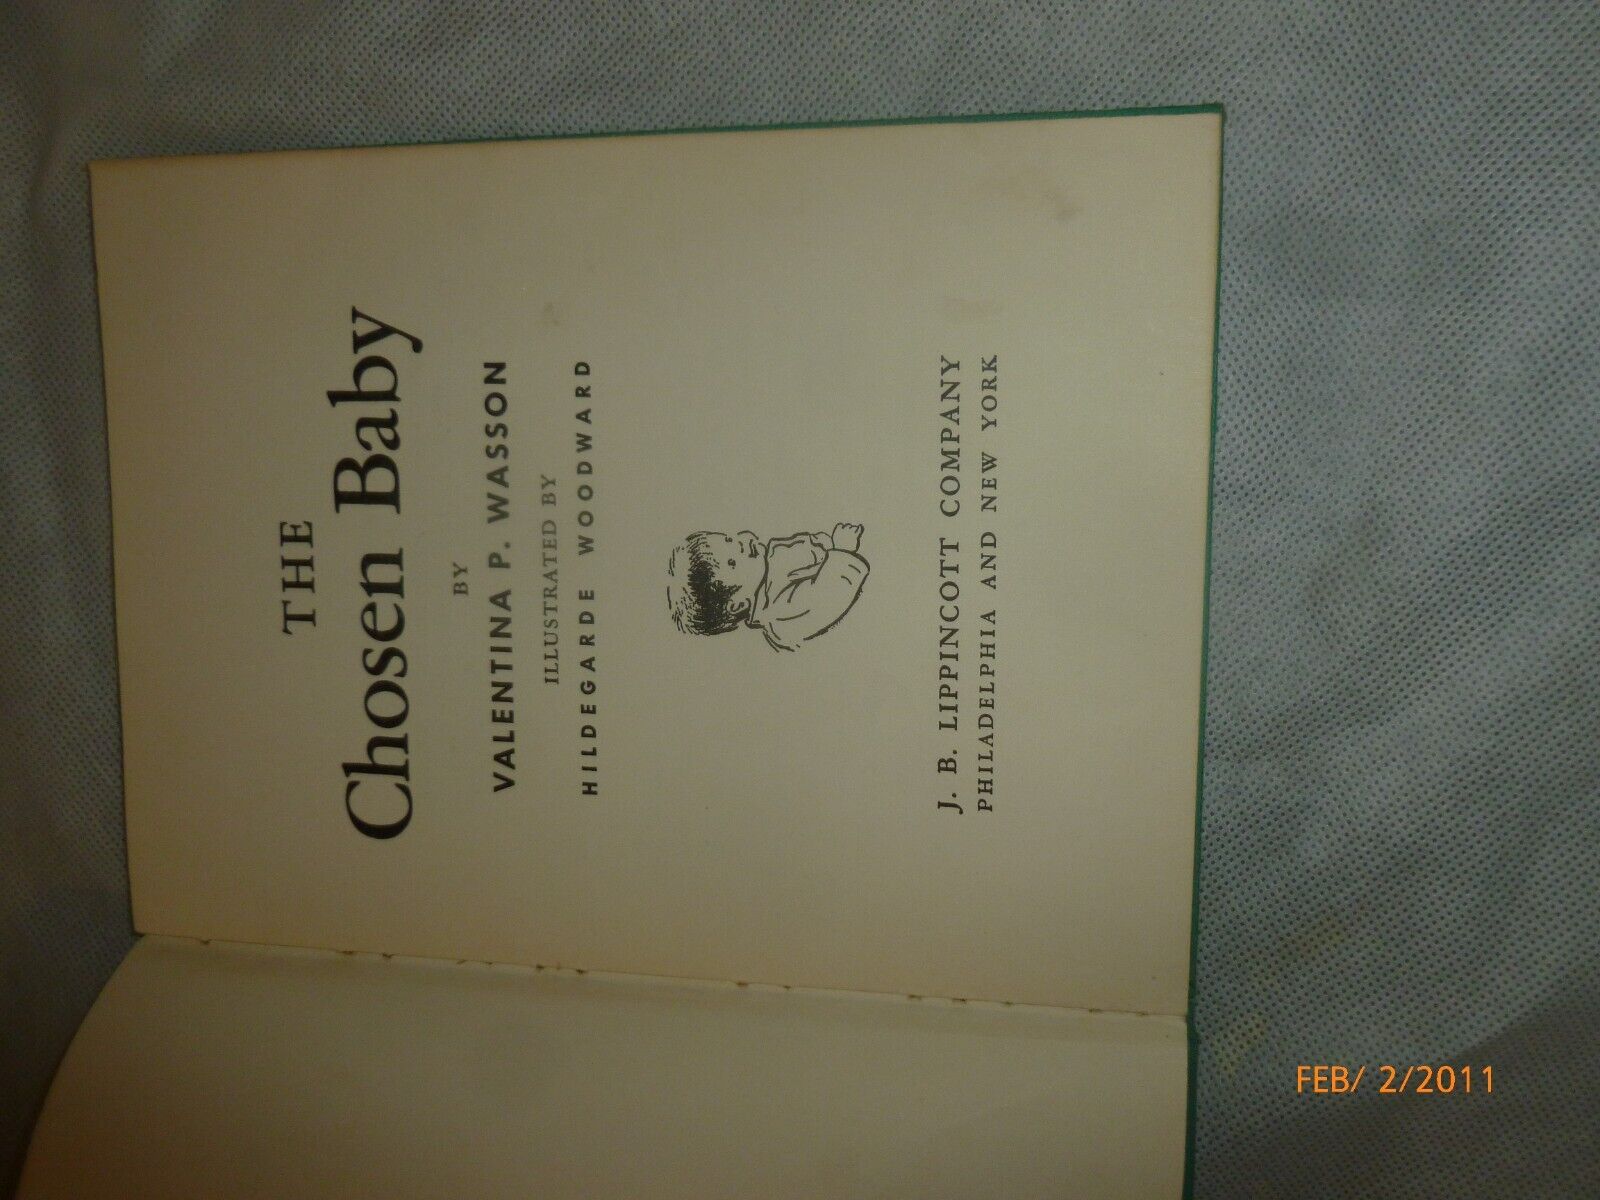 THE
Chosen Baby
BY
VALENTINA P. WASSON
ILLUSTRATED BY
HILDEGARDE WOODWARD
J. B. LIPPINCOTT COMPANY
PHILADELPHIA AND NEW YORK
FEB/ 2/2011